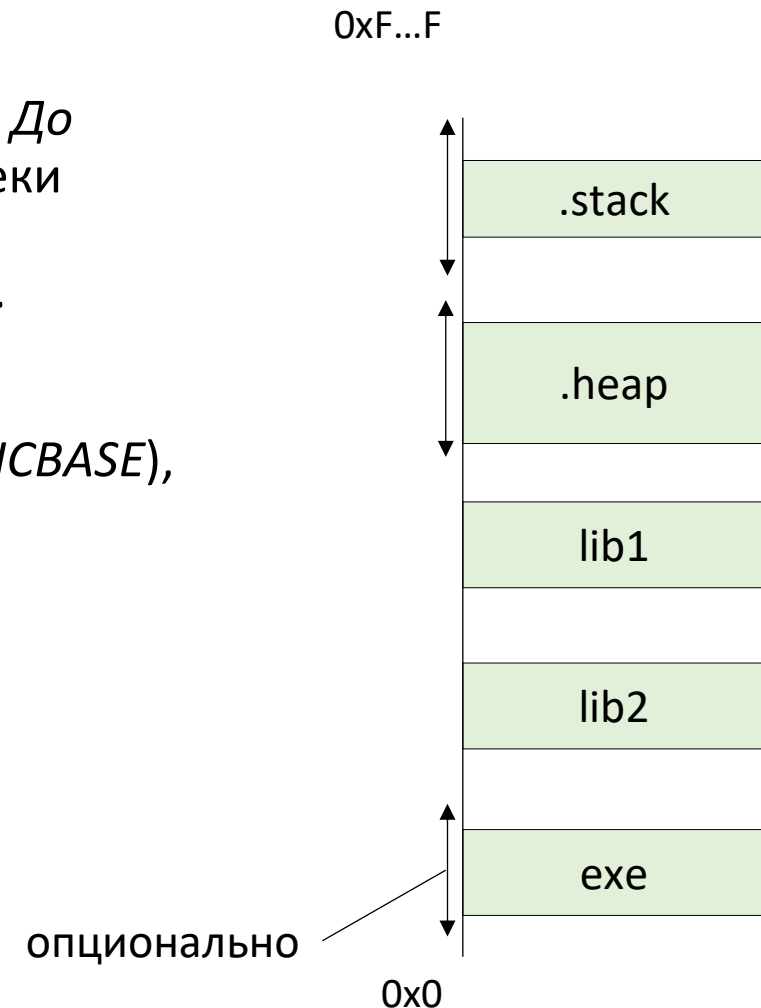 0xF…F
До
еки
.
ICBASE),
.stack
.heap
lib1
lib2
exe
опционально
0x0